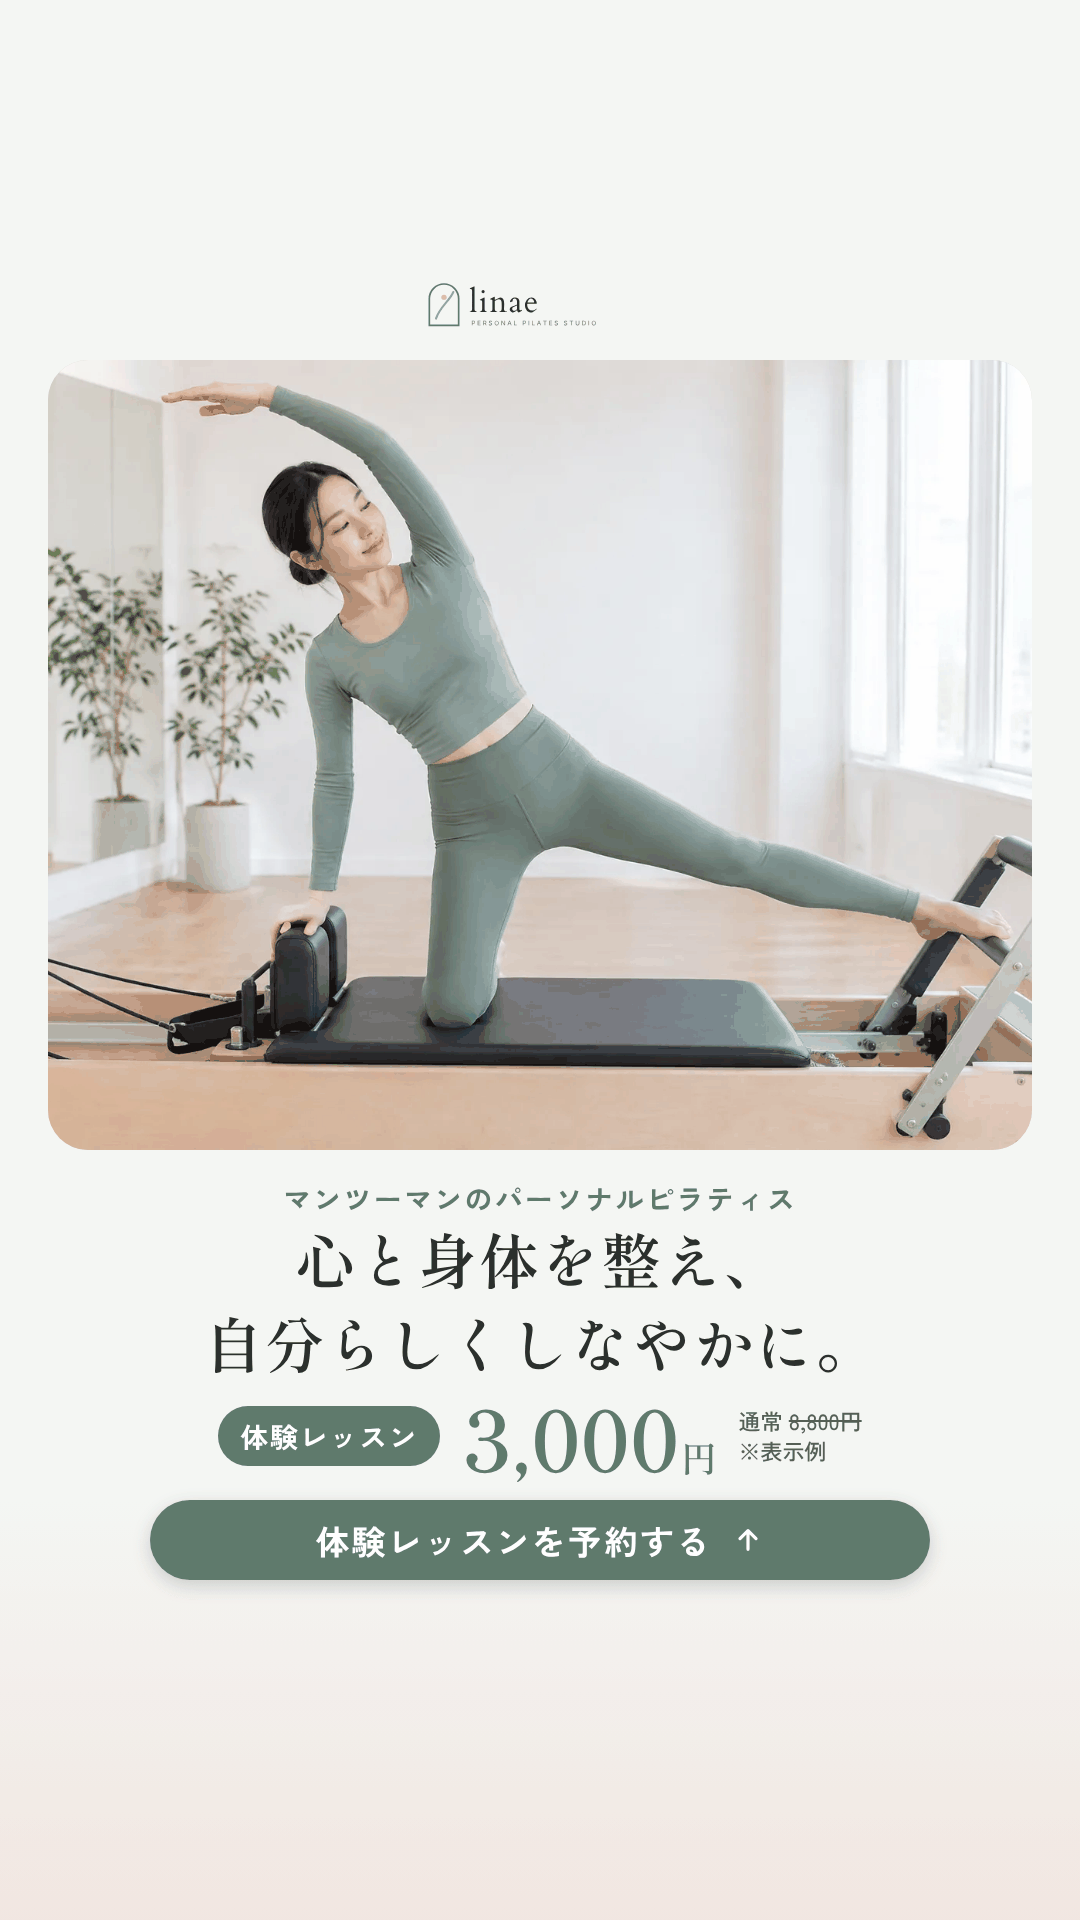 linae
PERSONAL PILATES STUDIO
マンツーマンのパーソナルピラティス
心と身体を整え、
自分らしくしなやかに。
体験レッスン 3,000円 通常 8,800円
※表示例
体験レッスンを予約する ↑